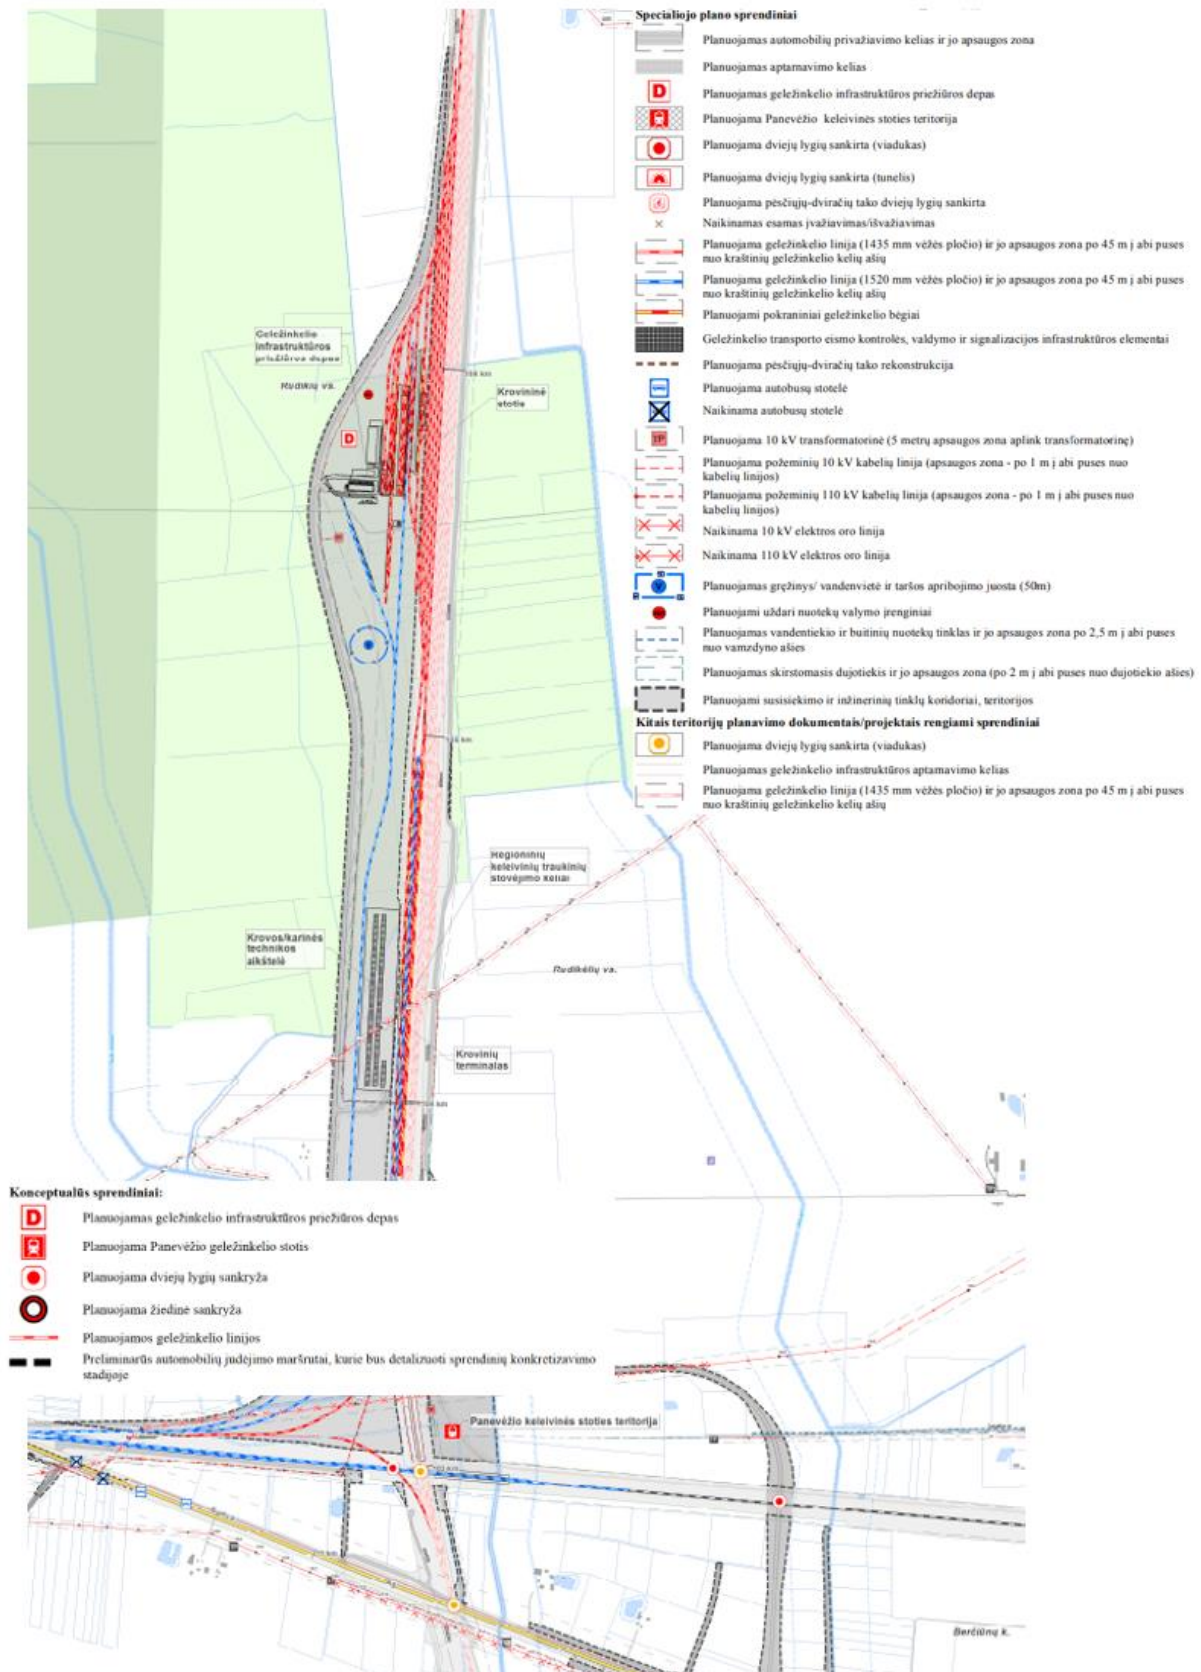 Specialiojo plano sprendiniai
Planuojamas automobilių privažiavimo kelias ir jo apsaugos zona
Planuojamas aptarnavimo kelias
D
Planuojamas geležinkelio infrastruktūros priežiūros depas
Planuojama Panevėžio keleivinės stoties teritorija
Planuojama dviejų lygių sankirta (viadukas)
Planuojama dviejų lygių sankirta (tunelis)
Planuojama pėsčiųjų-dviračių tako dviejų lygių sankirta
Naikinamas esamas įvažiavimas/išvažiavimas
Planuojama geležinkelio linija (1435 mm vėžės pločio) ir jo apsaugos zona po 45 m į abi puses
nuo kraštinių geležinkelio kelių ašių
Planuojama geležinkelio linija (1520 mm vėžės pločio) ir jo apsaugos zona po 45 m į abi puses
nuo kraštinių geležinkelio kelių ašių
Planuojami pokraniniai geležinkelio bėgiai
Geležinkelio transporto eismo kontrolės, valdymo ir signalizacijos infrastruktūros elementai
Planuojama pėsčiųjų-dviračių tako rekonstrukcija
Planuojama autobusų stotelė
Naikinama autobusų stotelė
Planuojama 10 kV transformatorinė (5 metrų apsaugos zona aplink transformatorinę)
Planuojama požeminių 10 kV kabelių linija (apsaugos zona - po 1 m į abi puses nuo
kabelių linijos)
Planuojama požeminių 110 kV kabelių linija (apsaugos zona - po 1 m į abi puses nuo
kabelių linijos)
Naikinama 10 kV elektros oro linija
Naikinama 110 kV elektros oro linija
Planuojamas gręžinys/ vandenvietė ir taršos apribojimo juosta (50m)
Planuojami uždari nuotekų valymo įrenginiai
Planuojamas vandentiekio ir buitinių nuotekų tinklas ir jo apsaugos zona po 2,5 m į abi puses
nuo vamzdyno ašies
Planuojamas skirstomasis dujotiekis ir jo apsaugos zona (po 2 m į abi puses nuo dujotiekio ašies)
Planuojami susisiekimo ir inžinerinių tinklų koridoriai, teritorijos
Kitais teritorijų planavimo dokumentais/projektais rengiami sprendiniai
Planuojama dviejų lygių sankirta (viadukas)
Planuojamas geležinkelio infrastruktūros aptarnavimo kelias
Planuojama geležinkelio linija (1435 mm vėžės pločio) ir jo apsaugos zona po 45 m į abi puses
nuo kraštinių geležinkelio kelių ašių
Geležinkelio
infrastruktūros
priežiūros depas
Rudikių vs.
Krovininė
stotis
D
Regioninių
keleivinių traukinių
stovėjimo keliai
Krovos/karinės
technikos
aikštelė
Rudikėlių vs.
Krovinių
terminalas
Konceptualūs sprendiniai:
D
Planuojamas geležinkelio infrastruktūros priežiūros depas
Planuojama Panevėžio geležinkelio stotis
Planuojama dviejų lygių sankryža
Planuojama žiedinė sankryža
Planuojamos geležinkelio linijos
Preliminarūs automobilių judėjimo maršrutai, kurie bus detalizuoti sprendinių konkretizavimo
stadijoje
Panevėžio keleivinės stoties teritorija
Berčiūnų k.